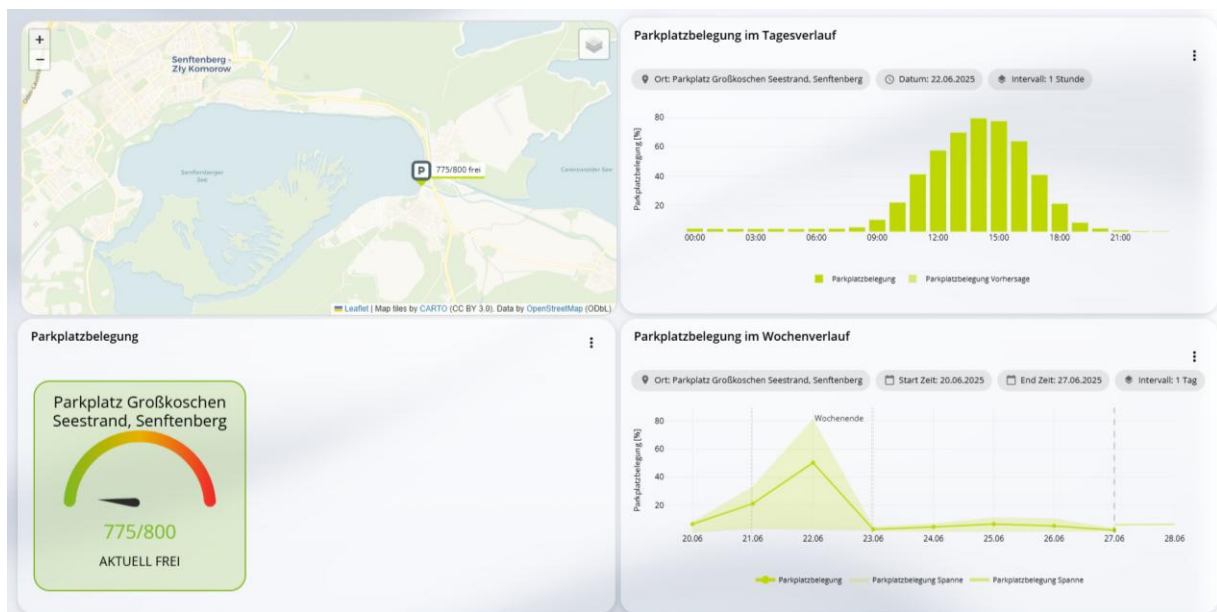 +
−
Senftenberg -
Zły Komorow
Senftenberger
See
P 775/800 frei
Geierswalder See
Leaflet | Map tiles by CARTO (CC BY 3.0). Data by OpenStreetMap (ODbL)
Parkplatzbelegung im Tagesverlauf
Ort: Parkplatz Großkoschen Seestrand, Senftenberg Datum: 22.06.2025 Intervall: 1 Stunde
Parkplatzbelegung [%]
80
60
40
20
00:00 03:00 06:00 09:00 12:00 15:00 18:00 21:00
Parkplatzbelegung Parkplatzbelegung Vorhersage
Parkplatzbelegung
Parkplatz Großkoschen
Seestrand, Senftenberg
775/800
AKTUELL FREI
Parkplatzbelegung im Wochenverlauf
Ort: Parkplatz Großkoschen Seestrand, Senftenberg Start Zeit: 20.06.2025 End Zeit: 27.06.2025 Intervall: 1 Tag
Parkplatzbelegung [%]
Wochenende
80
60
40
20
20.06 21.06 22.06 23.06 24.06 25.06 26.06 27.06 28.06
Parkplatzbelegung Parkplatzbelegung Spanne Parkplatzbelegung Spanne